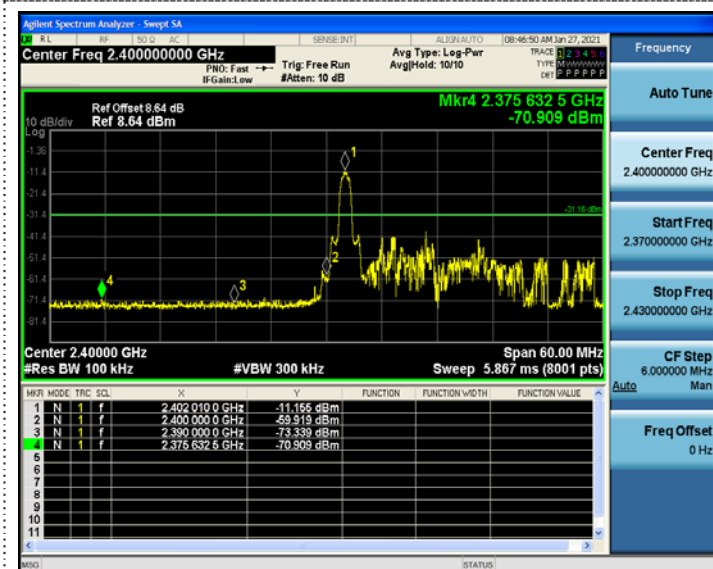 Agilent Spectrum Analyzer - Swept SA
RL RF 50 Ω AC SENSE:INT ALIGN AUTO 08:46:50 AM Jan 27, 2021
Center Freq 2.400000000 GHz
PNO: Fast
IFGain:Low
Trig: Free Run
#Atten: 10 dB
Avg Type: Log-Pwr
Avg|Hold: 10/10
TRACE 1 2 3 4 5 6
TYPE M W W W W W
DET P P P P P P
Ref Offset 8.64 dB
Ref 8.64 dBm
10 dB/div
Log
Mkr4 2.375 632 5 GHz
-70.909 dBm
-1.36
-11.4
-21.4
-31.4
-41.4
-51.4
-61.4
-71.4
-81.4
1
2
3
4
-31.16 dBm
Center 2.40000 GHz Span 60.00 MHz
#Res BW 100 kHz #VBW 300 kHz Sweep 5.867 ms (8001 pts)
MKR MODE TRC SCL X Y FUNCTION FUNCTION WIDTH FUNCTION VALUE
1 N 1 f 2.402 010 0 GHz -11.155 dBm
2 N 1 f 2.400 000 0 GHz -59.919 dBm
3 N 1 f 2.390 000 0 GHz -73.339 dBm
4 N 1 f 2.375 632 5 GHz -70.909 dBm
5
6
7
8
9
10
11
MSG STATUS
Frequency
Auto Tune
Center Freq
2.400000000 GHz
Start Freq
2.370000000 GHz
Stop Freq
2.430000000 GHz
CF Step
6.000000 MHz
Auto Man
Freq Offset
0 Hz